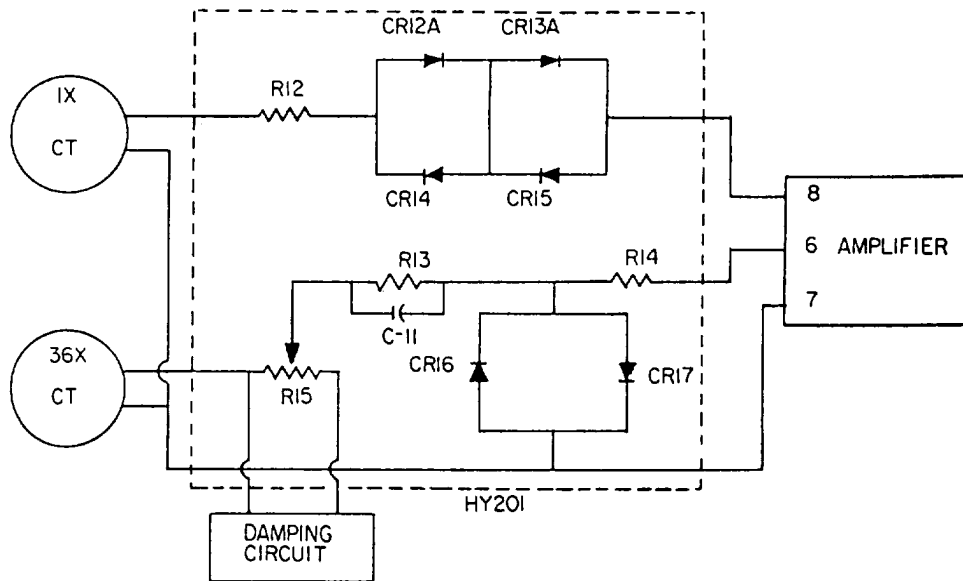 CR12A
CR13A
1X
CT
R12
CR14
CR15
8
6
AMPLIFIER
7
R13
R14
C-11
36X
CT
R15
CR16
CR17
HY201
DAMPING
CIRCUIT